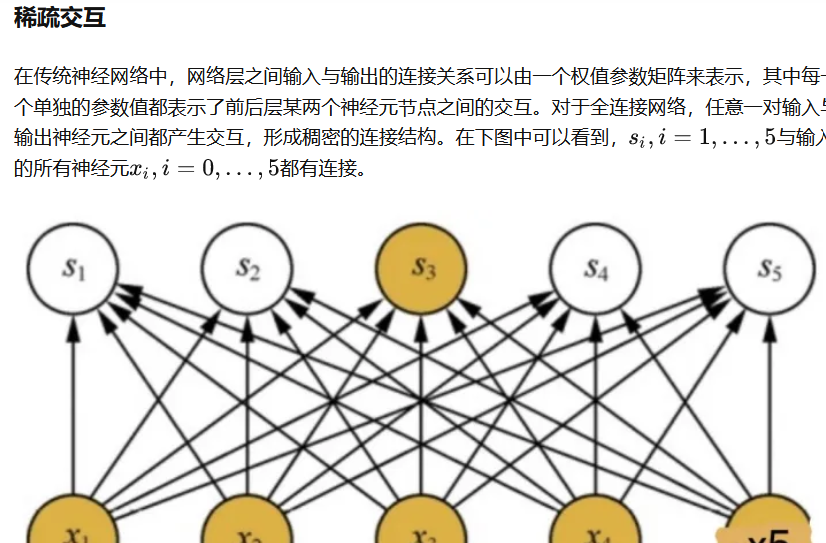 稀疏交互
在传统神经网络中，网络层之间输入与输出的连接关系可以由一个权值参数矩阵来表示，其中每一
个单独的参数值都表示了前后层某两个神经元节点之间的交互。对于全连接网络，任意一对输入与
输出神经元之间都产生交互，形成稠密的连接结构。在下图中可以看到，s_i, i = 1, ..., 5与输入
的所有神经元x_i, i = 0, ..., 5都有连接。
s₁ s₂ s₃ s₄ s₅
x₁ x₂ x₃ x₄ x5